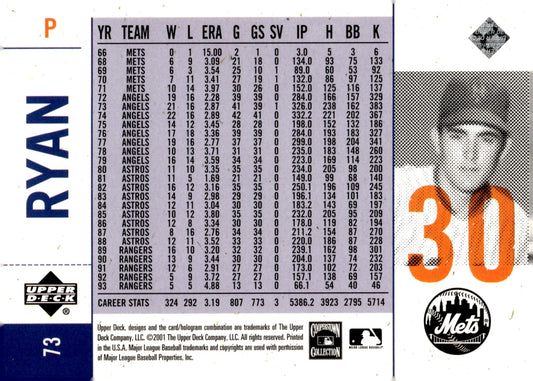 P
RYAN
UPPER DECK
73
YR TEAM W L ERA G GS SV IP H BB K
66 METS 0 1 15.00 2 1 0 3.0 5 3 6
68 METS 6 9 3.09 21 18 0 134.0 93 75 133
69 METS 6 3 3.54 25 10 1 89.0 60 53 92
70 METS 7 11 3.41 27 19 1 132.0 86 97 125
71 METS 10 14 3.97 30 26 0 152.0 125 116 137
72 ANGELS 19 16 2.28 39 39 0 284.0 166 157 329
73 ANGELS 21 16 2.87 41 39 1 326.0 238 162 383
74 ANGELS 22 16 2.89 42 41 0 332.2 221 202 367
75 ANGELS 14 12 3.45 28 28 0 198.0 152 132 186
76 ANGELS 17 18 3.36 39 39 0 284.0 193 183 327
77 ANGELS 19 16 2.77 37 37 0 299.0 198 204 341
78 ANGELS 10 13 3.71 31 31 0 235.0 183 148 260
79 ANGELS 16 14 3.59 34 34 0 223.0 169 114 223
80 ASTROS 11 10 3.35 35 35 0 234.0 205 98 200
81 ASTROS 11 5 1.69 21 21 0 149.0 99 68 140
82 ASTROS 16 12 3.16 35 35 0 250.1 196 109 245
83 ASTROS 14 9 2.98 29 29 0 196.1 134 101 183
84 ASTROS 12 11 3.04 30 30 0 183.2 143 69 197
85 ASTROS 10 12 3.80 35 35 0 232.0 205 95 209
86 ASTROS 12 8 3.34 30 30 0 178.0 119 82 194
87 ASTROS 8 16 2.76 34 34 0 211.2 154 87 270
88 ASTROS 12 11 3.52 33 33 0 220.0 186 87 228
89 RANGERS 16 10 3.20 32 32 0 239.1 162 98 301
90 RANGERS 13 9 3.44 30 30 0 204.0 137 74 232
91 RANGERS 12 6 2.91 27 27 0 173.0 102 72 203
92 RANGERS 5 9 3.72 27 27 0 157.1 138 69 157
93 RANGERS 5 5 4.88 13 13 0 66.1 54 40 46
CAREER STATS 324 292 3.19 807 773 3 5386.2 3923 2795 5714
Upper Deck, designs and the card/hologram combination are trademarks of The Upper
Deck Company, LLC. ©2001 The Upper Deck Company, LLC. All rights reserved. Printed
in the U.S.A. Major League Baseball trademarks and copyrights are used with permission
of Major League Baseball Properties, Inc.
COOPERSTOWN
COLLECTION
MAJOR LEAGUE BASEBALL
30
Mets